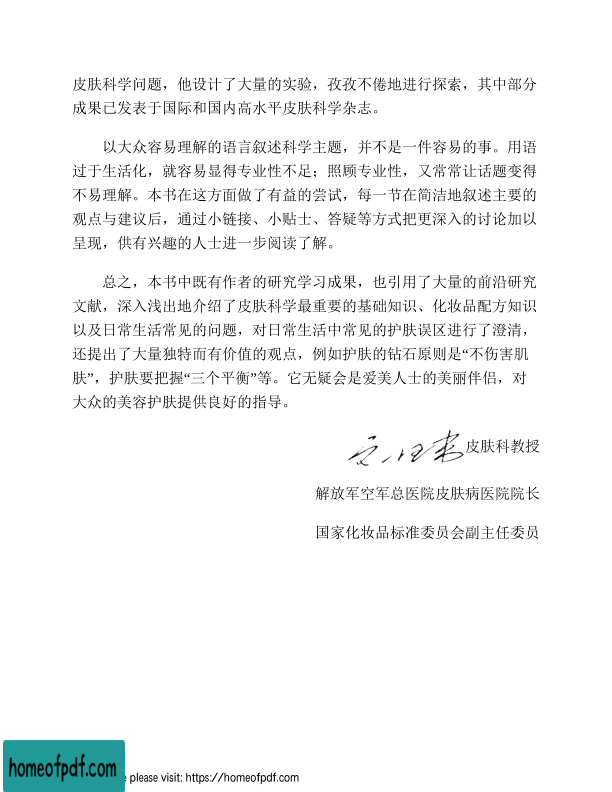 皮肤科学问题，他设计了大量的实验，孜孜不倦地进行探索，其中部分
成果已发表于国际和国内高水平皮肤科学杂志。
以大众容易理解的语言叙述科学主题，并不是一件容易的事。用语
过于生活化，就容易显得专业性不足；照顾专业性，又常常让话题变得
不易理解。本书在这方面做了有益的尝试，每一节在简洁地叙述主要的
观点与建议后，通过小链接、小贴士、答疑等方式把更深入的讨论加以
呈现，供有兴趣的人士进一步阅读了解。
总之，本书中既有作者的研究学习成果，也引用了大量的前沿研究
文献，深入浅出地介绍了皮肤科学最重要的基础知识、化妆品配方知识
以及日常生活常见的问题，对日常生活中常见的护肤误区进行了澄清，
还提出了大量独特而有价值的观点，例如护肤的钻石原则是“不伤害肌
肤”，护肤要把握“三个平衡”等。它无疑会是爱美人士的美丽伴侣，对
大众的美容护肤提供良好的指导。
皮肤科教授
解放军空军总医院皮肤病医院院长
国家化妆品标准委员会副主任委员
homeofpdf.com
please visit: https://homeofpdf.com